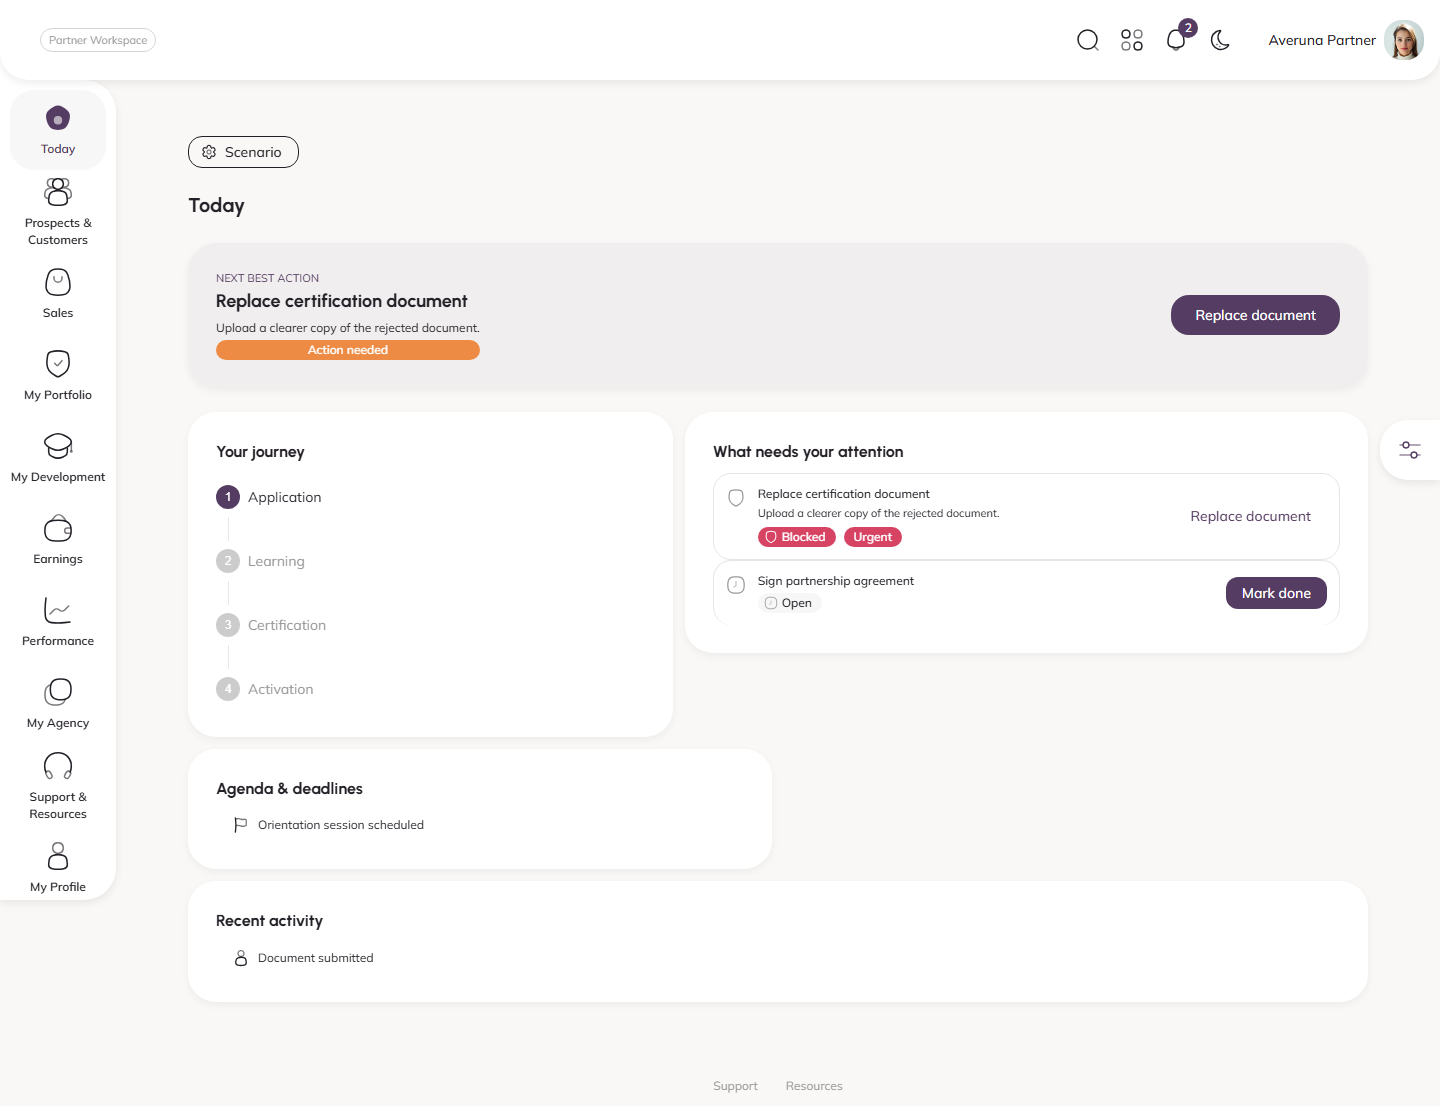 Partner Workspace
2
Averuna Partner
Today
Prospects &
Customers
Sales
My Portfolio
My Development
Earnings
Performance
My Agency
Support &
Resources
My Profile
Scenario
Today
NEXT BEST ACTION
Replace certification document
Upload a clearer copy of the rejected document.
Action needed
Replace document
Your journey
1 Application
2 Learning
3 Certification
4 Activation
What needs your attention
Replace certification document
Upload a clearer copy of the rejected document.
Blocked Urgent
Replace document
Sign partnership agreement
Open
Mark done
Agenda & deadlines
Orientation session scheduled
Recent activity
Document submitted
Support Resources